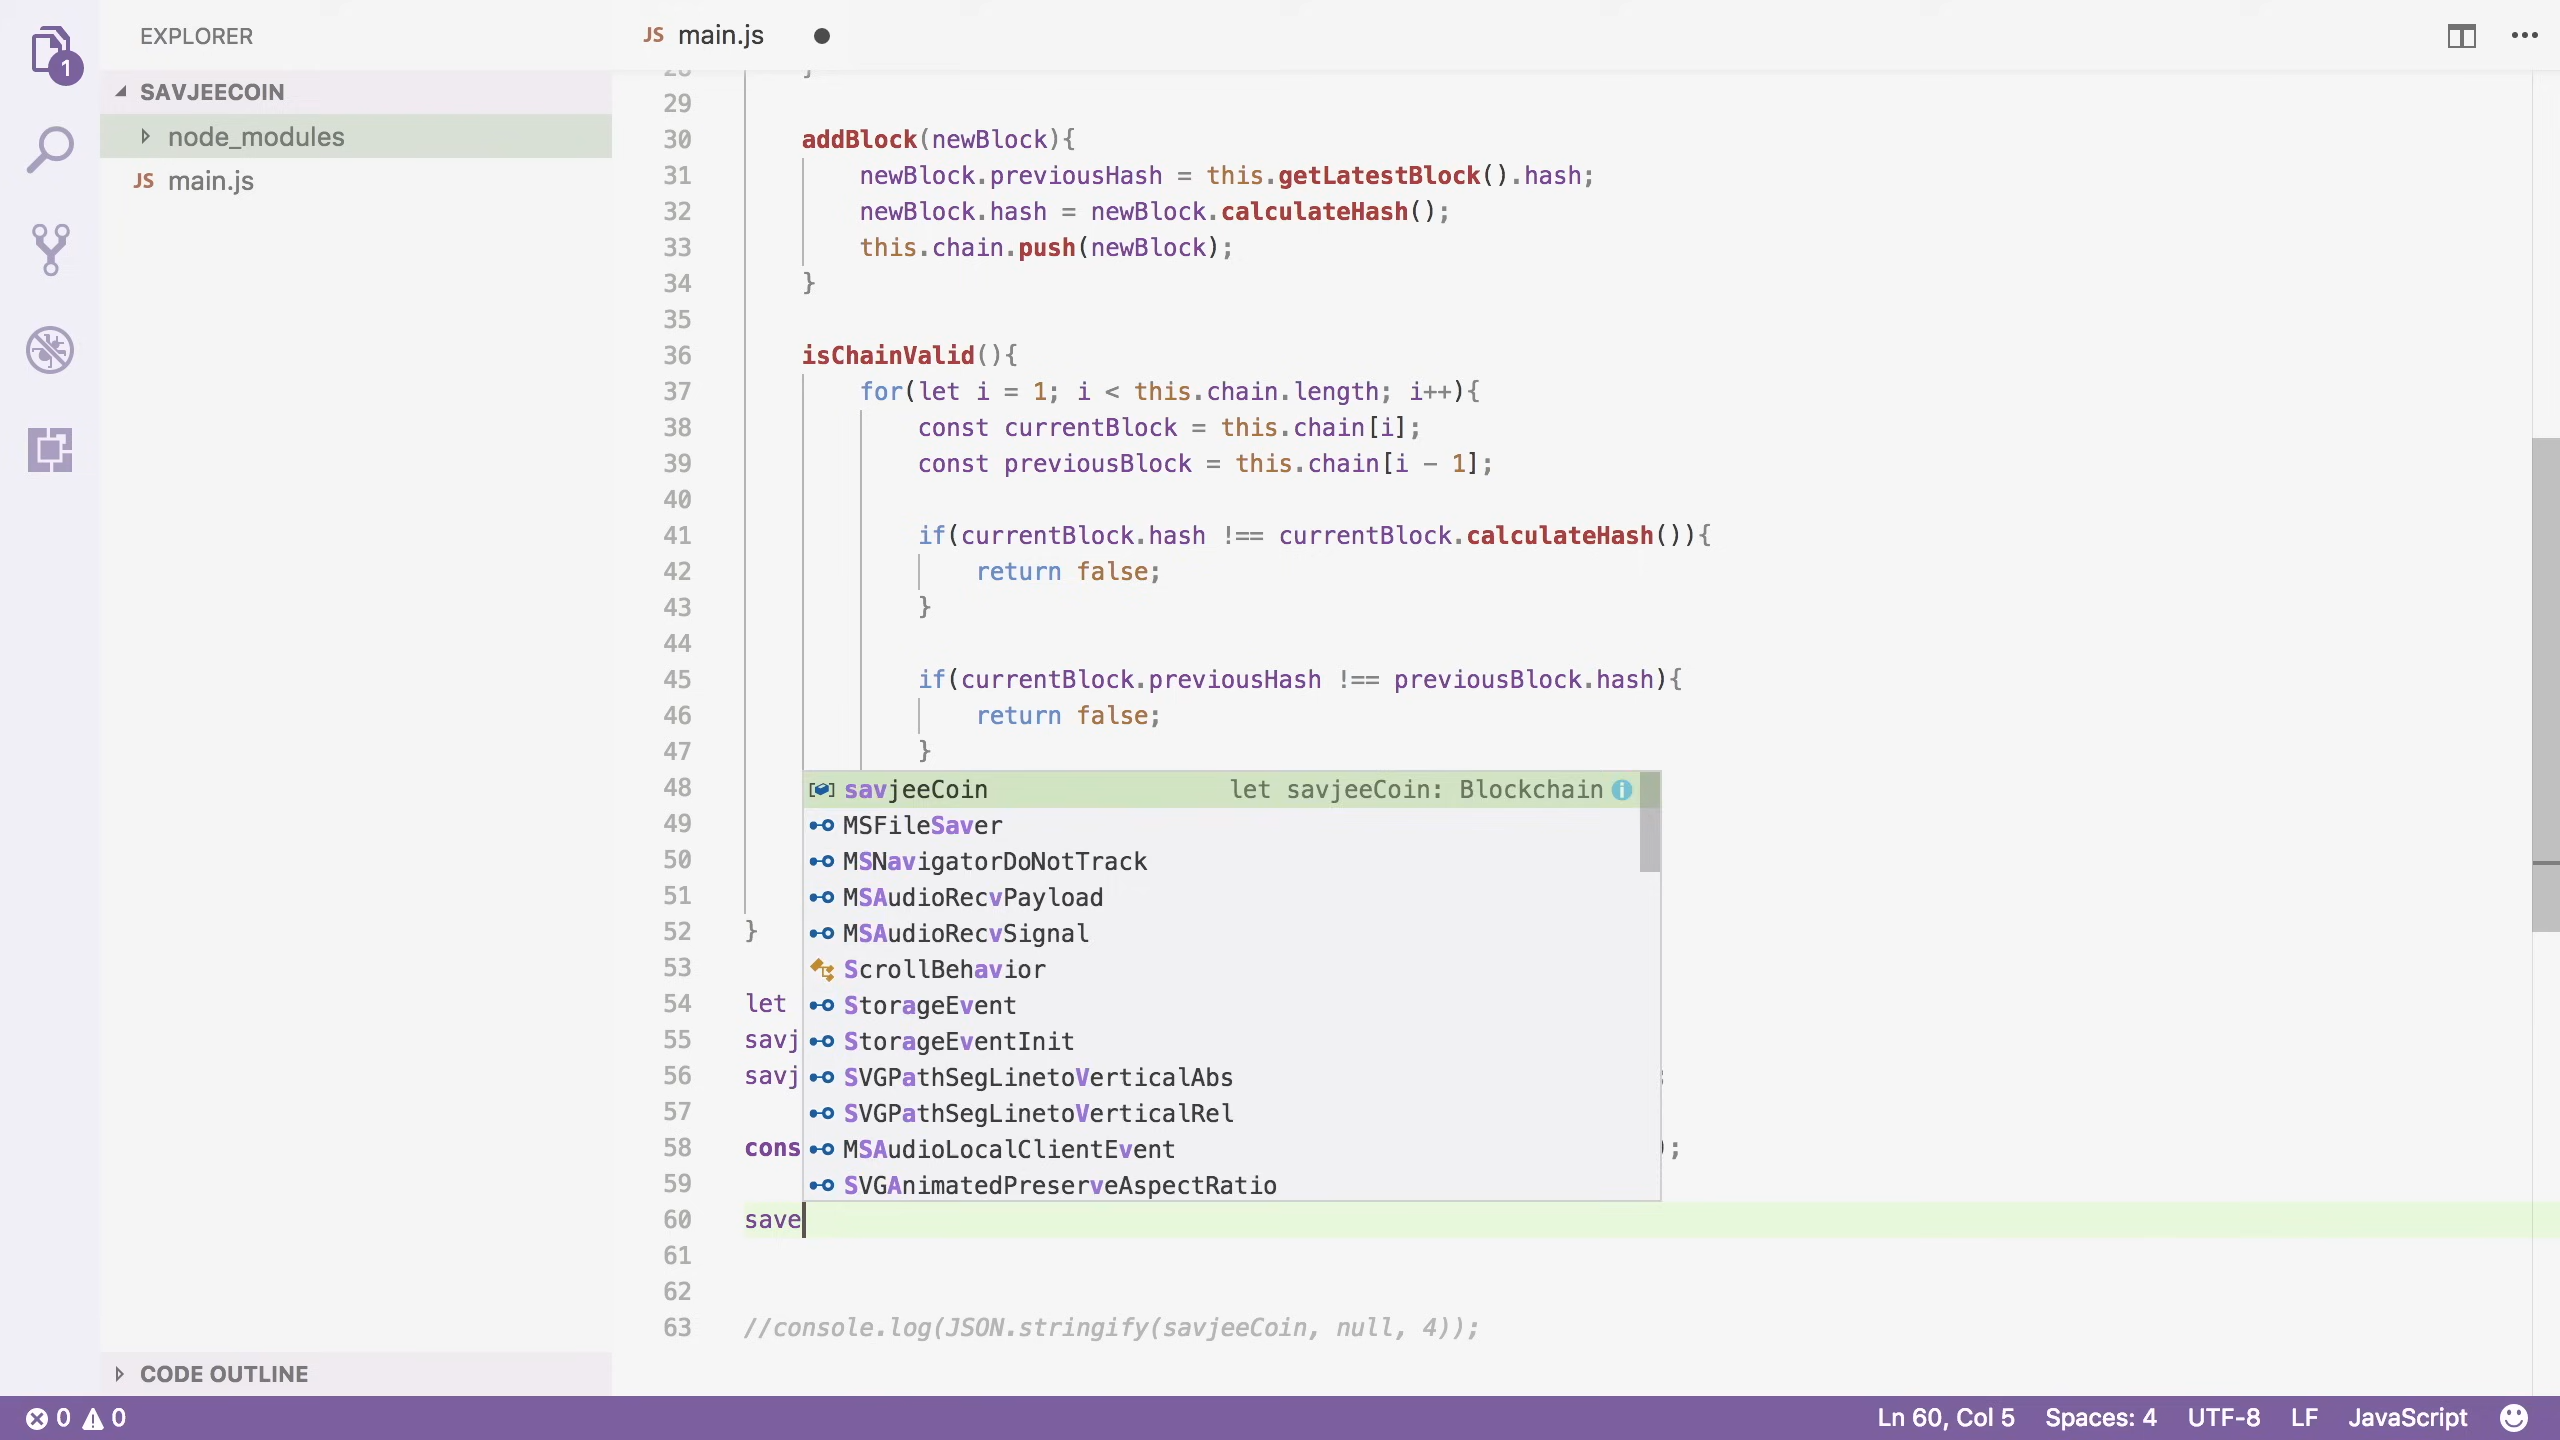 EXPLORER
1
SAVJEECOIN
node_modules
JS main.js
CODE OUTLINE
JS main.js
28 }
29
30 addBlock(newBlock){
31 newBlock.previousHash = this.getLatestBlock().hash;
32 newBlock.hash = newBlock.calculateHash();
33 this.chain.push(newBlock);
34 }
35
36 isChainValid(){
37 for(let i = 1; i < this.chain.length; i++){
38 const currentBlock = this.chain[i];
39 const previousBlock = this.chain[i - 1];
40
41 if(currentBlock.hash !== currentBlock.calculateHash()){
42 return false;
43 }
44
45 if(currentBlock.previousHash !== previousBlock.hash){
46 return false;
47 }
48
49
50
51
52 }
53
54 let
55 savj
56 savj ;
57
58 cons );
59
60 save
61
62
63 //console.log(JSON.stringify(savjeeCoin, null, 4));
savjeeCoin let savjeeCoin: Blockchain
MSFileSaver
MSNavigatorDoNotTrack
MSAudioRecvPayload
MSAudioRecvSignal
ScrollBehavior
StorageEvent
StorageEventInit
SVGPathSegLinetoVerticalAbs
SVGPathSegLinetoVerticalRel
MSAudioLocalClientEvent
SVGAnimatedPreserveAspectRatio
0 0 Ln 60, Col 5 Spaces: 4 UTF-8 LF JavaScript